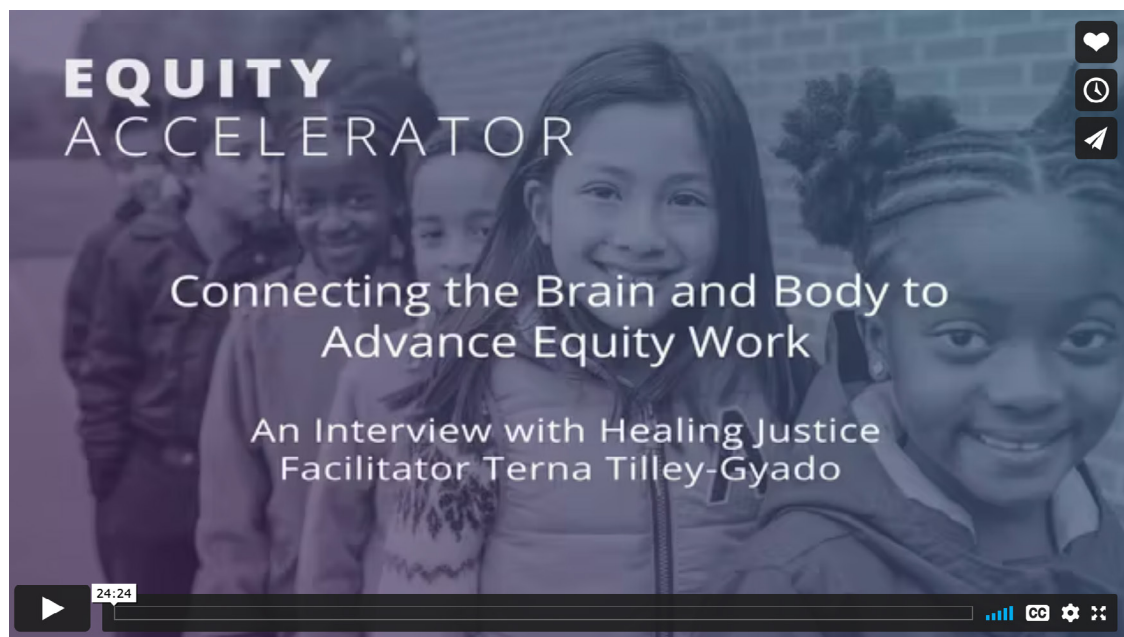 EQUITY
ACCELERATOR
Connecting the Brain and Body to
Advance Equity Work
An Interview with Healing Justice
Facilitator Terna Tilley-Gyado
A
24:24
CC